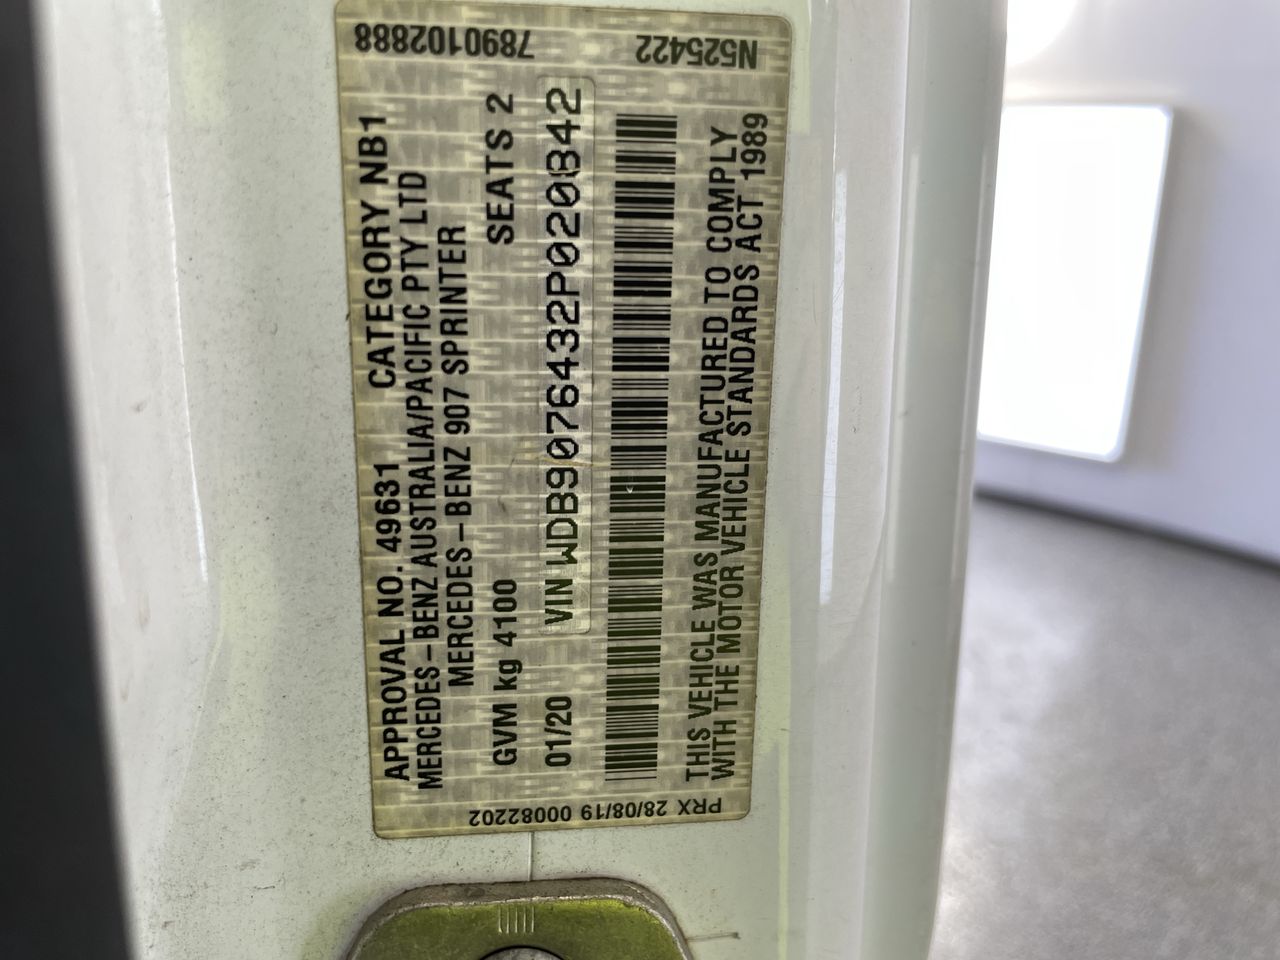 APPROVAL NO. 49631 CATEGORY NB1
MERCEDES-BENZ AUSTRALIA/PACIFIC PTY LTD
MERCEDES-BENZ 907 SPRINTER
GVM kg 4100 SEATS 2
01/20 VIN WDB9076432P020842
THIS VEHICLE WAS MANUFACTURED TO COMPLY
WITH THE MOTOR VEHICLE STANDARDS ACT 1989
7890102888 N525422
PRX 28/08/19 00082202